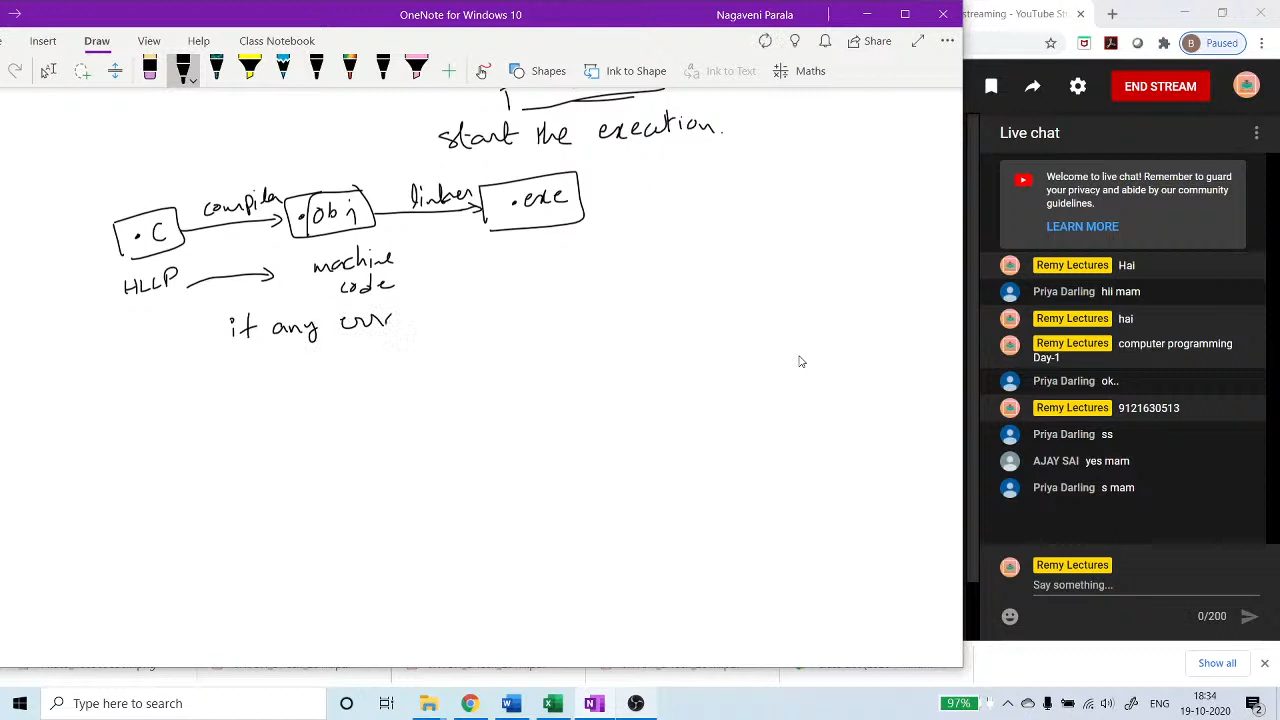 OneNote for Windows 10
Nagaveni Parala
Streaming - YouTube St
Insert Draw View Help Class Notebook
Share
B Paused
Shapes Ink to Shape Ink to Text Maths
END STREAM
start the execution.
.C compiler .obj linker .exe
HLLP machine
code
if any err
Live chat
Welcome to live chat! Remember to guard
your privacy and abide by our community
guidelines.
LEARN MORE
Remy Lectures Hai
Priya Darling hii mam
Remy Lectures hai
Remy Lectures computer programming
Day-1
Priya Darling ok..
Remy Lectures 9121630513
Priya Darling ss
AJAY SAI yes mam
Priya Darling s mam
Remy Lectures
Say something...
0/200
Show all
Type here to search
97%
ENG
18:34
19-10-2020
2